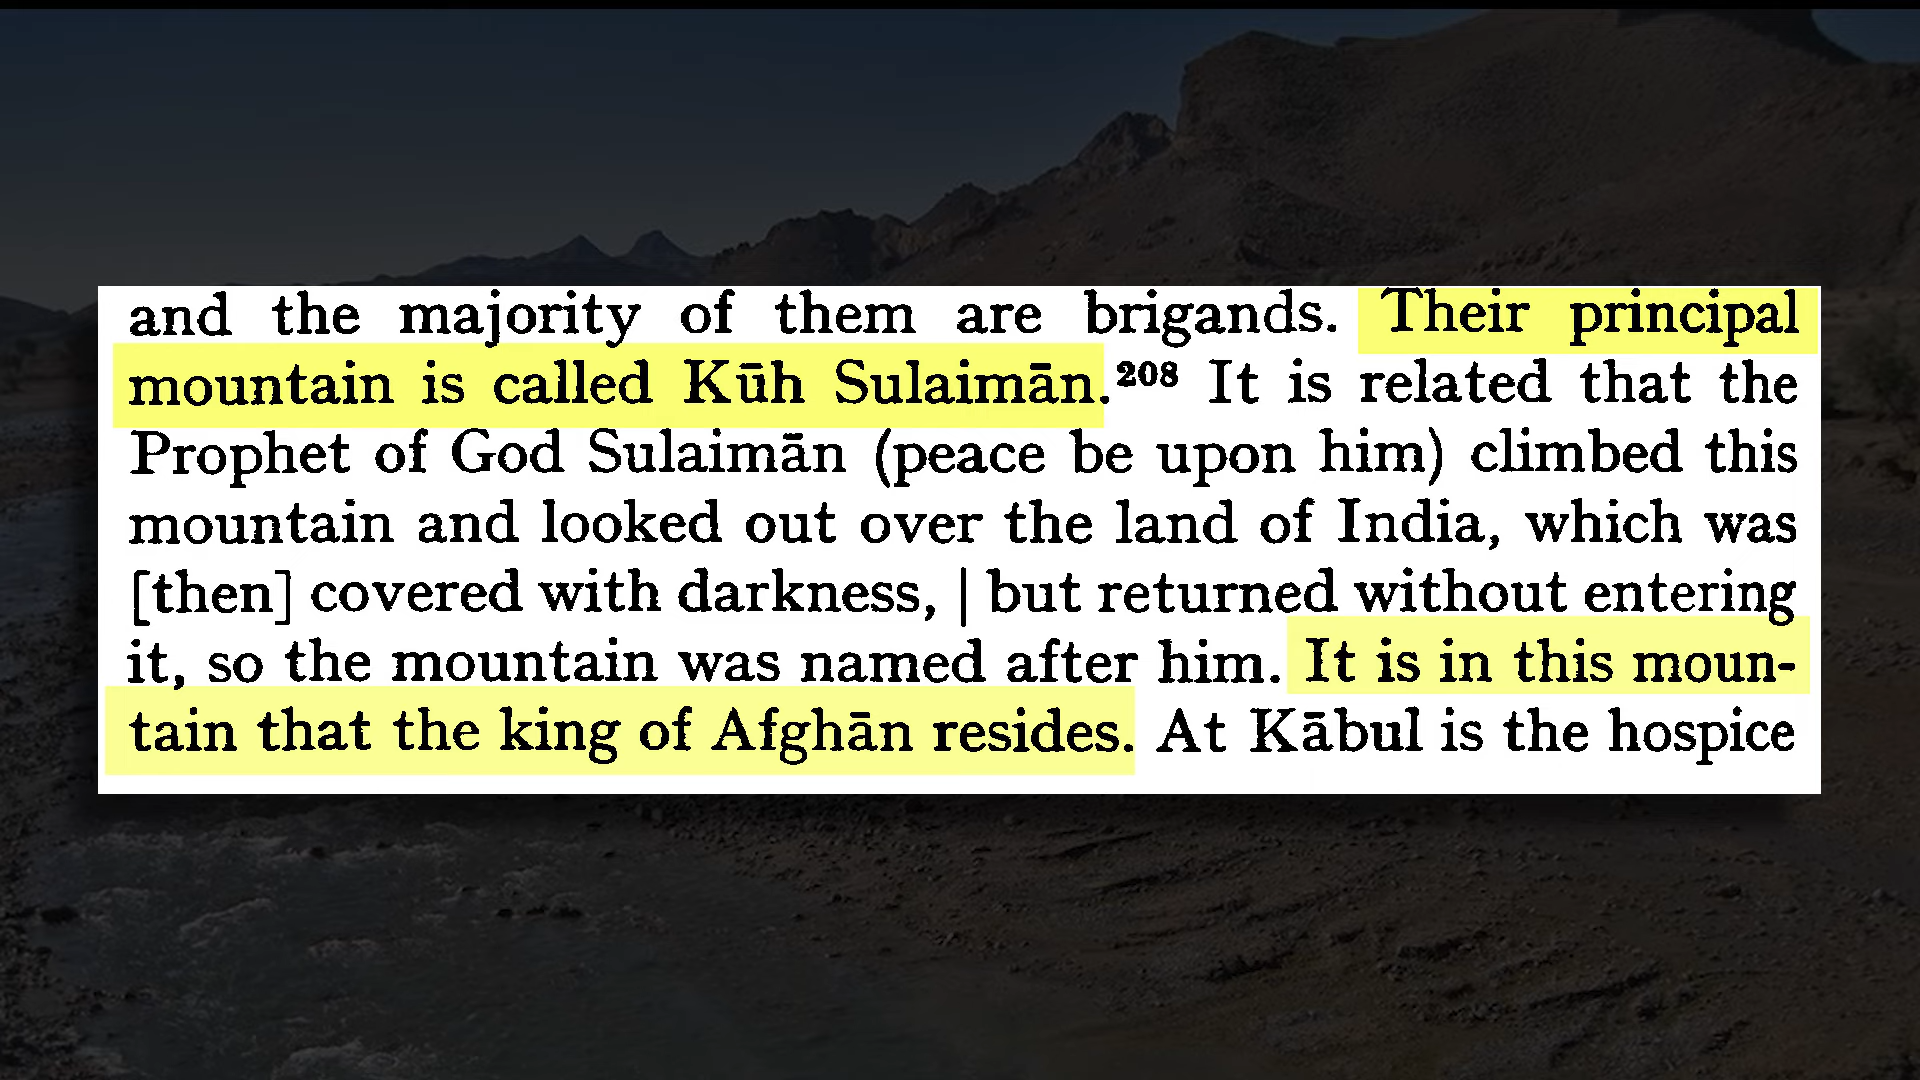 and the majority of them are brigands. Their principal
mountain is called Kūh Sulaimān.²⁰⁸ It is related that the
Prophet of God Sulaimān (peace be upon him) climbed this
mountain and looked out over the land of India, which was
[then] covered with darkness, | but returned without entering
it, so the mountain was named after him. It is in this moun-
tain that the king of Afghān resides. At Kābul is the hospice